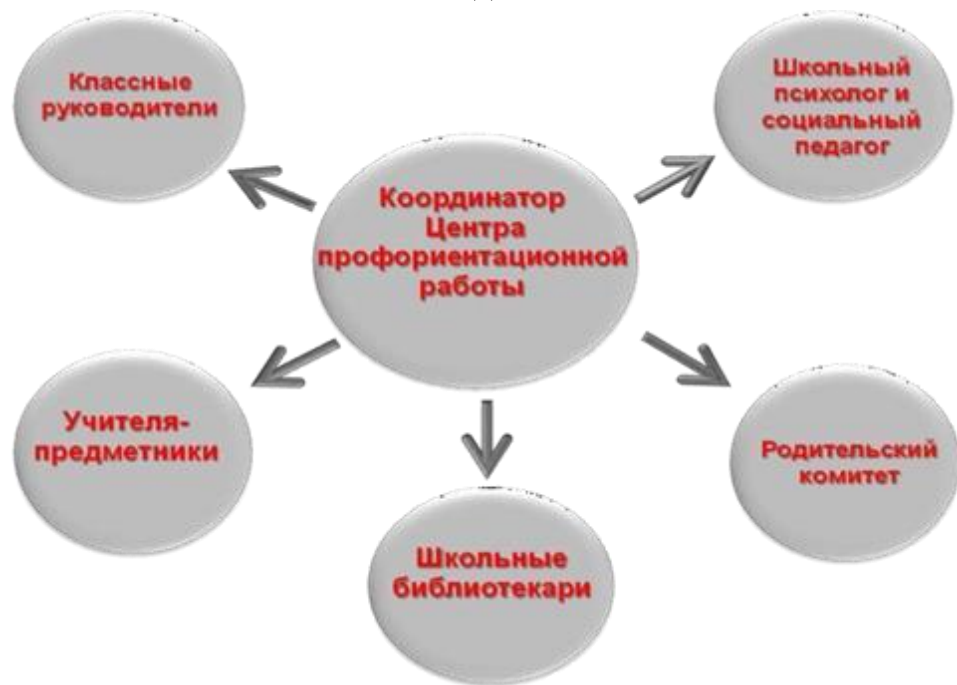 Классные
руководители
Школьный
психолог и
социальный
педагог
Координатор
Центра
профориентационной
работы
Учителя-
предметники
Родительский
комитет
Школьные
библиотекари